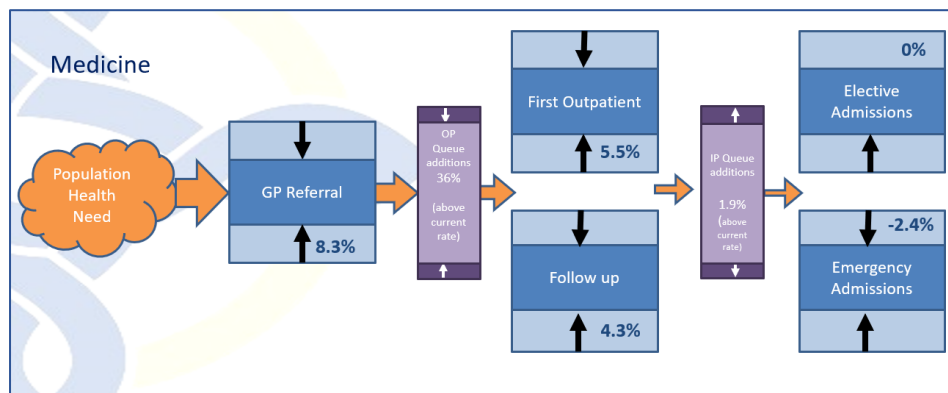 Medicine
Population
Health
Need
GP Referral
8.3%
OP
Queue
additions
36%
(above
current
rate)
First Outpatient
5.5%
Follow up
4.3%
IP Queue
additions
1.9%
(above
current rate)
0%
Elective
Admissions
-2.4%
Emergency
Admissions